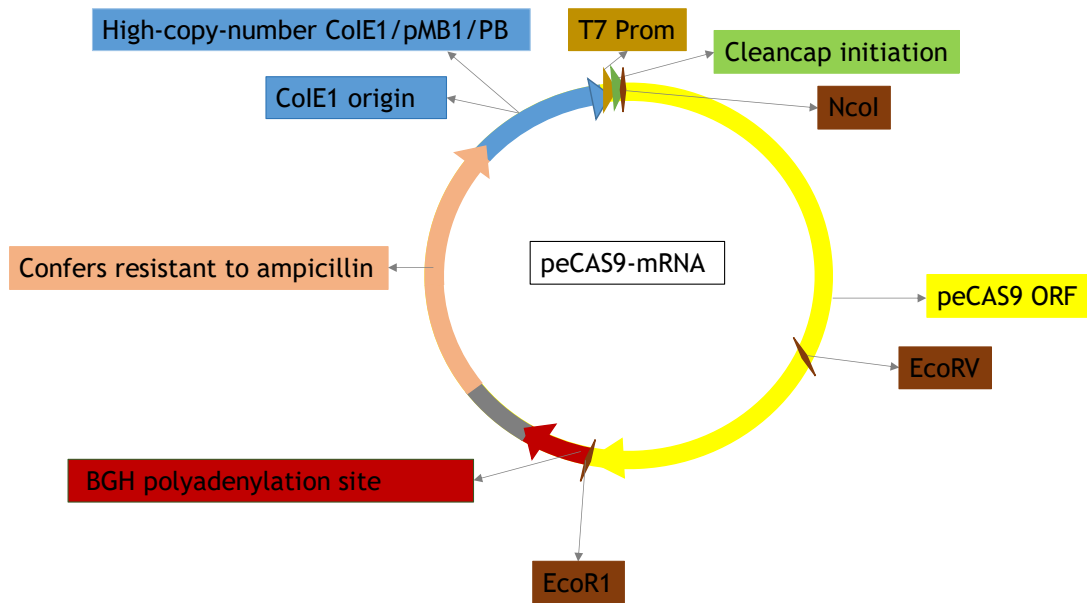 High-copy-number ColE1/pMB1/PB
T7 Prom
Cleancap initiation
ColE1 origin
NcoI
peCAS9-mRNA
Confers resistant to ampicillin
peCAS9 ORF
EcoRV
BGH polyadenylation site
EcoR1